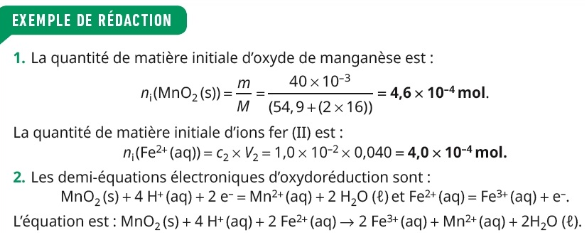 EXEMPLE DE RÉDACTION
1. La quantité de matière initiale d'oxyde de manganèse est :
nᵢ(MnO₂(s)) = m/M = 40 × 10⁻³/(54,9 + (2 × 16)) = 4,6 × 10⁻⁴ mol.
La quantité de matière initiale d'ions fer (II) est :
nᵢ(Fe²⁺(aq)) = c₂ × V₂ = 1,0 × 10⁻² × 0,040 = 4,0 × 10⁻⁴ mol.
2. Les demi-équations électroniques d'oxydoréduction sont :
MnO₂ (s) + 4 H⁺ (aq) + 2 e⁻ = Mn²⁺ (aq) + 2 H₂O (ℓ) et Fe²⁺ (aq) = Fe³⁺ (aq) + e⁻.
L'équation est : MnO₂ (s) + 4 H⁺ (aq) + 2 Fe²⁺ (aq) → 2 Fe³⁺ (aq) + Mn²⁺ (aq) + 2H₂O (ℓ).